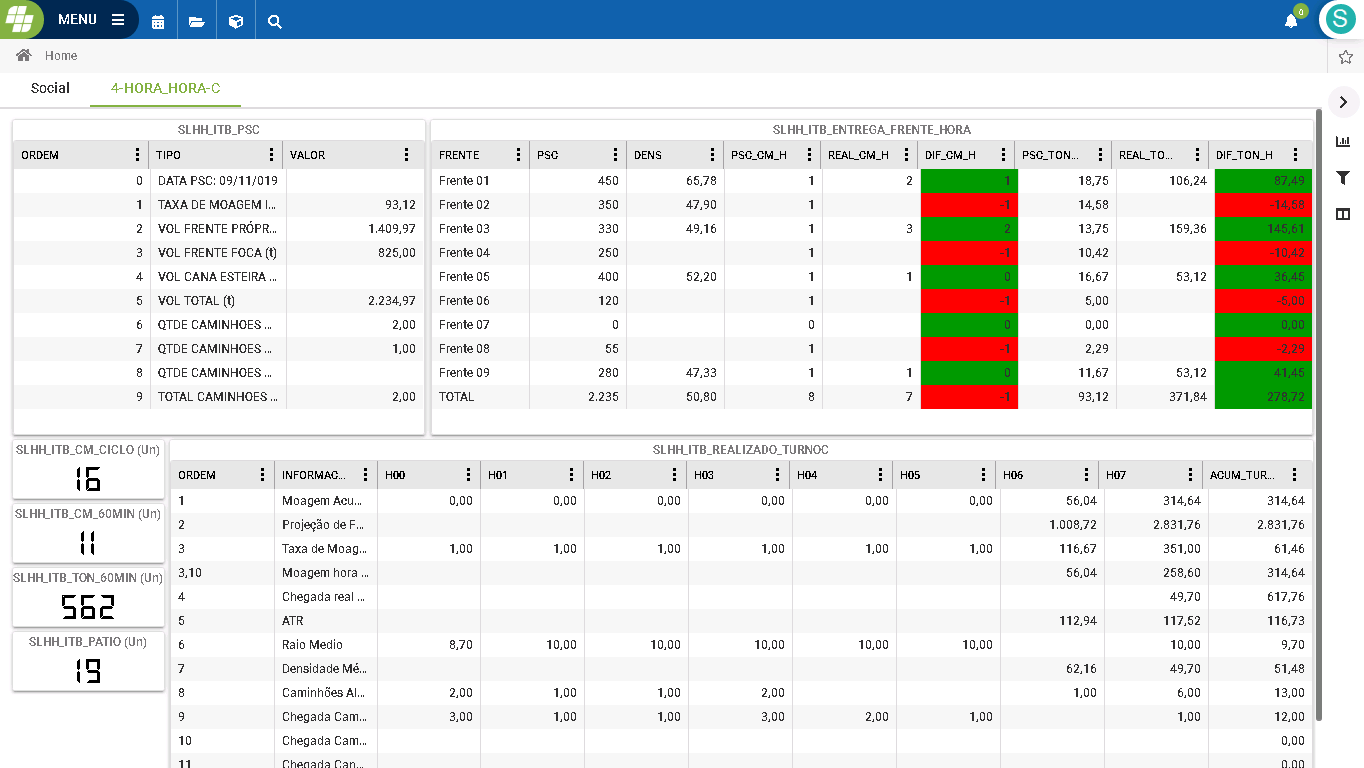 MENU
0
S
Home
Social 4-HORA_HORA-C
SLHH_ITB_PSC
ORDEM TIPO VALOR
0 DATA PSC: 09/11/019
1 TAXA DE MOAGEM I... 93,12
2 VOL FRENTE PRÓPR... 1.409,97
3 VOL FRENTE FOCA (t) 825,00
4 VOL CANA ESTEIRA ...
5 VOL TOTAL (t) 2.234,97
6 QTDE CAMINHOES ... 2,00
7 QTDE CAMINHOES ... 1,00
8 QTDE CAMINHOES ...
9 TOTAL CAMINHOES ... 2,00
SLHH_ITB_ENTREGA_FRENTE_HORA
FRENTE PSC DENS PSC_CM_H REAL_CM_H DIF_CM_H PSC_TON... REAL_TO... DIF_TON_H
Frente 01 450 65,78 1 2 1 18,75 106,24 87,49
Frente 02 350 47,90 1 -1 14,58 -14,58
Frente 03 330 49,16 1 3 2 13,75 159,36 145,61
Frente 04 250 1 -1 10,42 -10,42
Frente 05 400 52,20 1 1 0 16,67 53,12 36,45
Frente 06 120 1 -1 5,00 -5,00
Frente 07 0 0 0 0,00 0,00
Frente 08 55 1 -1 2,29 -2,29
Frente 09 280 47,33 1 1 0 11,67 53,12 41,45
TOTAL 2.235 50,80 8 7 -1 93,12 371,84 278,72
SLHH_ITB_CM_CICLO (Un)
16
SLHH_ITB_CM_60MIN (Un)
11
SLHH_ITB_TON_60MIN (Un)
562
SLHH_ITB_PATIO (Un)
19
SLHH_ITB_REALIZADO_TURNOC
ORDEM INFORMAC... H00 H01 H02 H03 H04 H05 H06 H07 ACUM_TUR...
1 Moagem Acu... 0,00 0,00 0,00 0,00 0,00 0,00 56,04 314,64 314,64
2 Projeção de F... 1.008,72 2.831,76 2.831,76
3 Taxa de Moag... 1,00 1,00 1,00 1,00 1,00 1,00 116,67 351,00 61,46
3,10 Moagem hora ... 56,04 258,60 314,64
4 Chegada real ... 49,70 617,76
5 ATR 112,94 117,52 116,73
6 Raio Medio 8,70 10,00 10,00 10,00 10,00 10,00 10,00 9,70
7 Densidade Mé... 62,16 49,70 51,48
8 Caminhões Al... 2,00 1,00 1,00 2,00 1,00 6,00 13,00
9 Chegada Cam... 3,00 1,00 1,00 3,00 2,00 1,00 1,00 12,00
10 Chegada Cam... 0,00
11 Chegada Can... 0,00